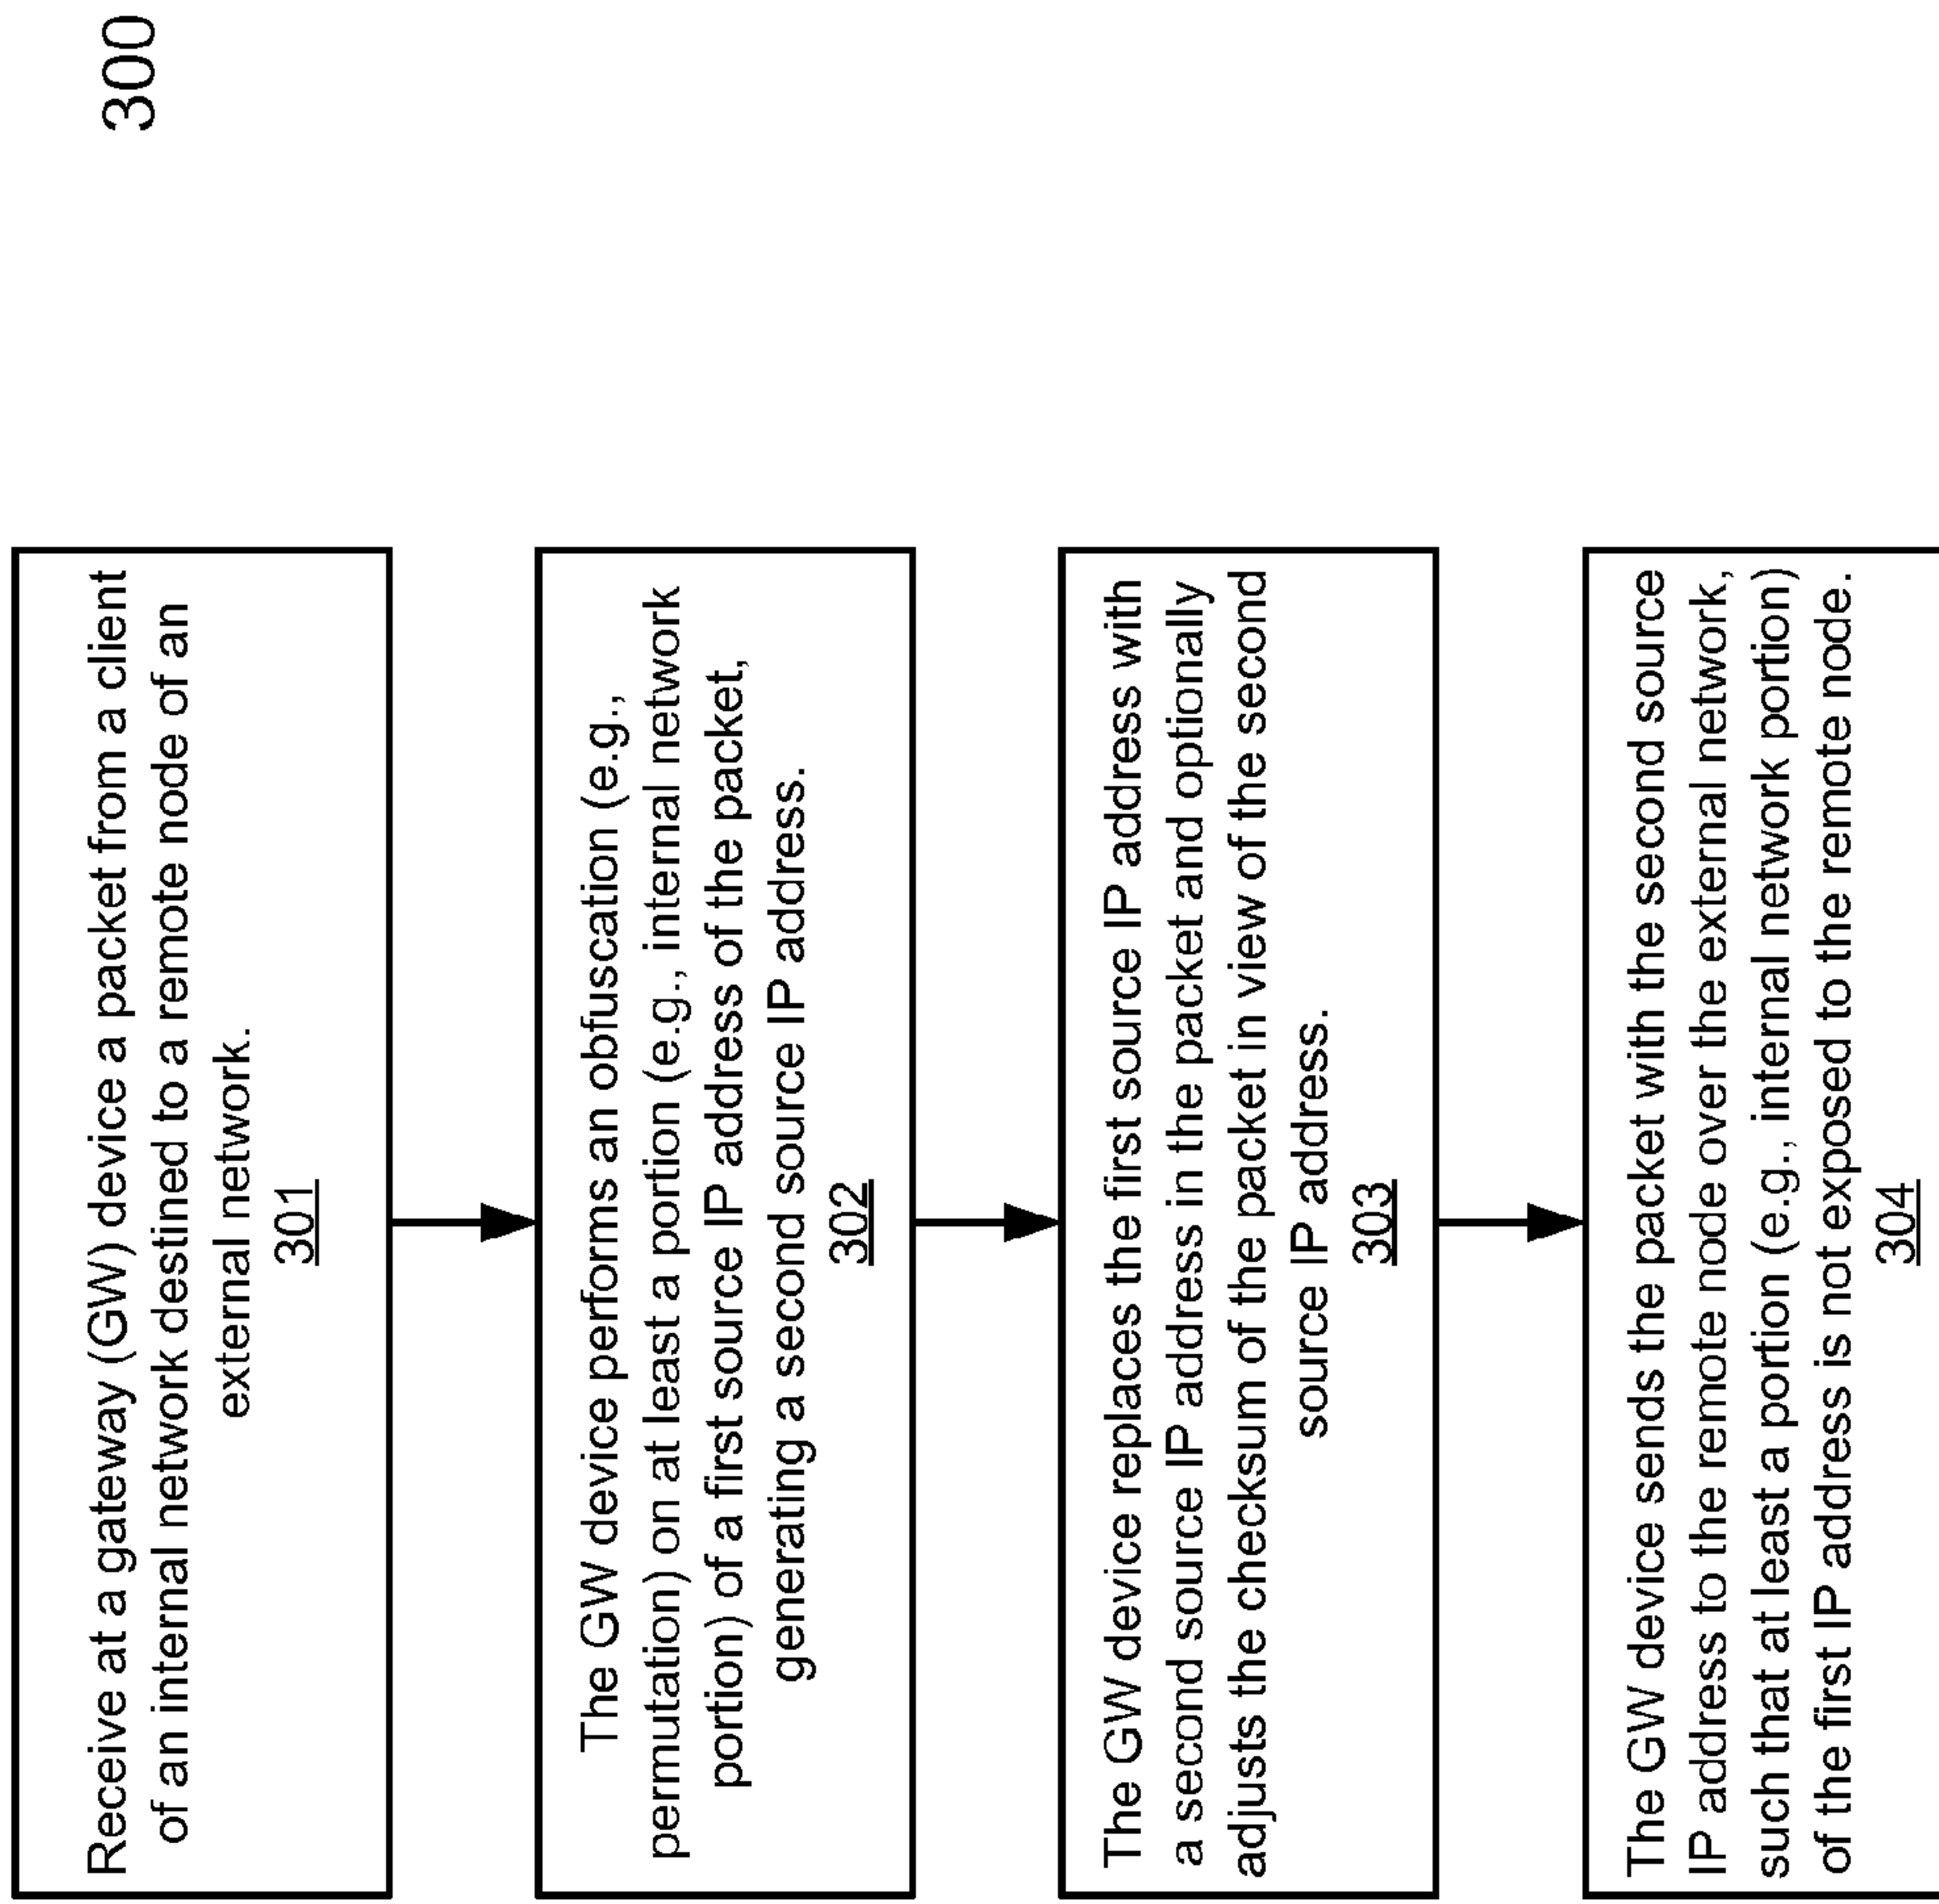 300
Receive at a gateway (GW) device a packet from a client
of an internal network destined to a remote node of an
external network.
301
The GW device performs an obfuscation (e.g.,
permutation) on at least a portion (e.g., internal network
portion) of a first source IP address of the packet,
generating a second source IP address.
302
The GW device replaces the first source IP address with
a second source IP address in the packet and optionally
adjusts the checksum of the packet in view of the second
source IP address.
303
The GW device sends the packet with the second source
IP address to the remote node over the external network,
such that at least a portion (e.g., internal network portion)
of the first IP address is not exposed to the remote node.
304